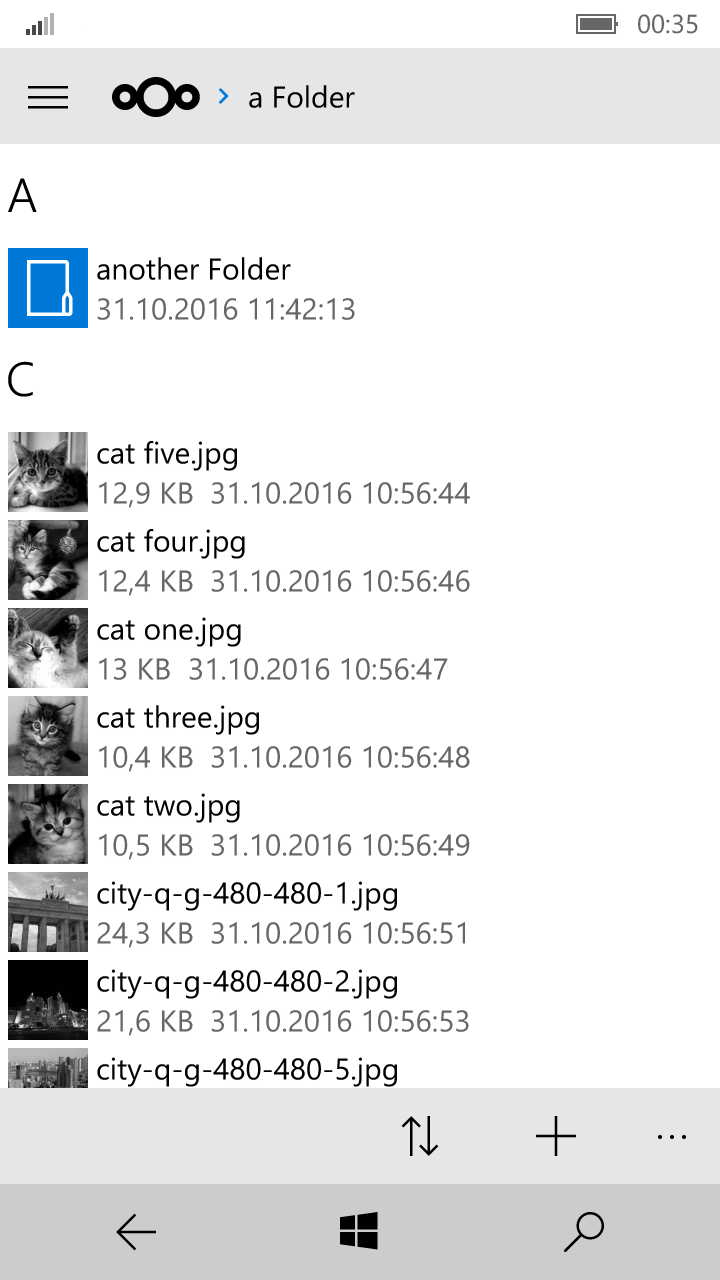 00:35
a Folder
A
another Folder
31.10.2016 11:42:13
C
cat five.jpg
12,9 KB 31.10.2016 10:56:44
cat four.jpg
12,4 KB 31.10.2016 10:56:46
cat one.jpg
13 KB 31.10.2016 10:56:47
cat three.jpg
10,4 KB 31.10.2016 10:56:48
cat two.jpg
10,5 KB 31.10.2016 10:56:49
city-q-g-480-480-1.jpg
24,3 KB 31.10.2016 10:56:51
city-q-g-480-480-2.jpg
21,6 KB 31.10.2016 10:56:53
city-q-g-480-480-5.jpg